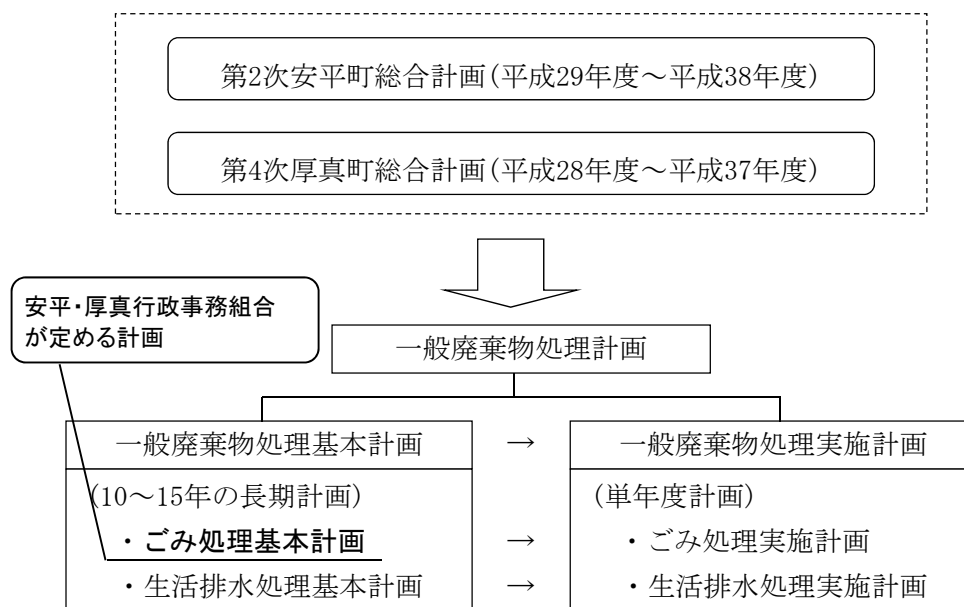 第2次安平町総合計画(平成29年度～平成38年度)
第4次厚真町総合計画(平成28年度～平成37年度)
安平・厚真行政事務組合
が定める計画
一般廃棄物処理計画
一般廃棄物処理基本計画 → 一般廃棄物処理実施計画
(10～15年の長期計画) (単年度計画)
・ごみ処理基本計画 → ・ごみ処理実施計画
・生活排水処理基本計画 → ・生活排水処理実施計画